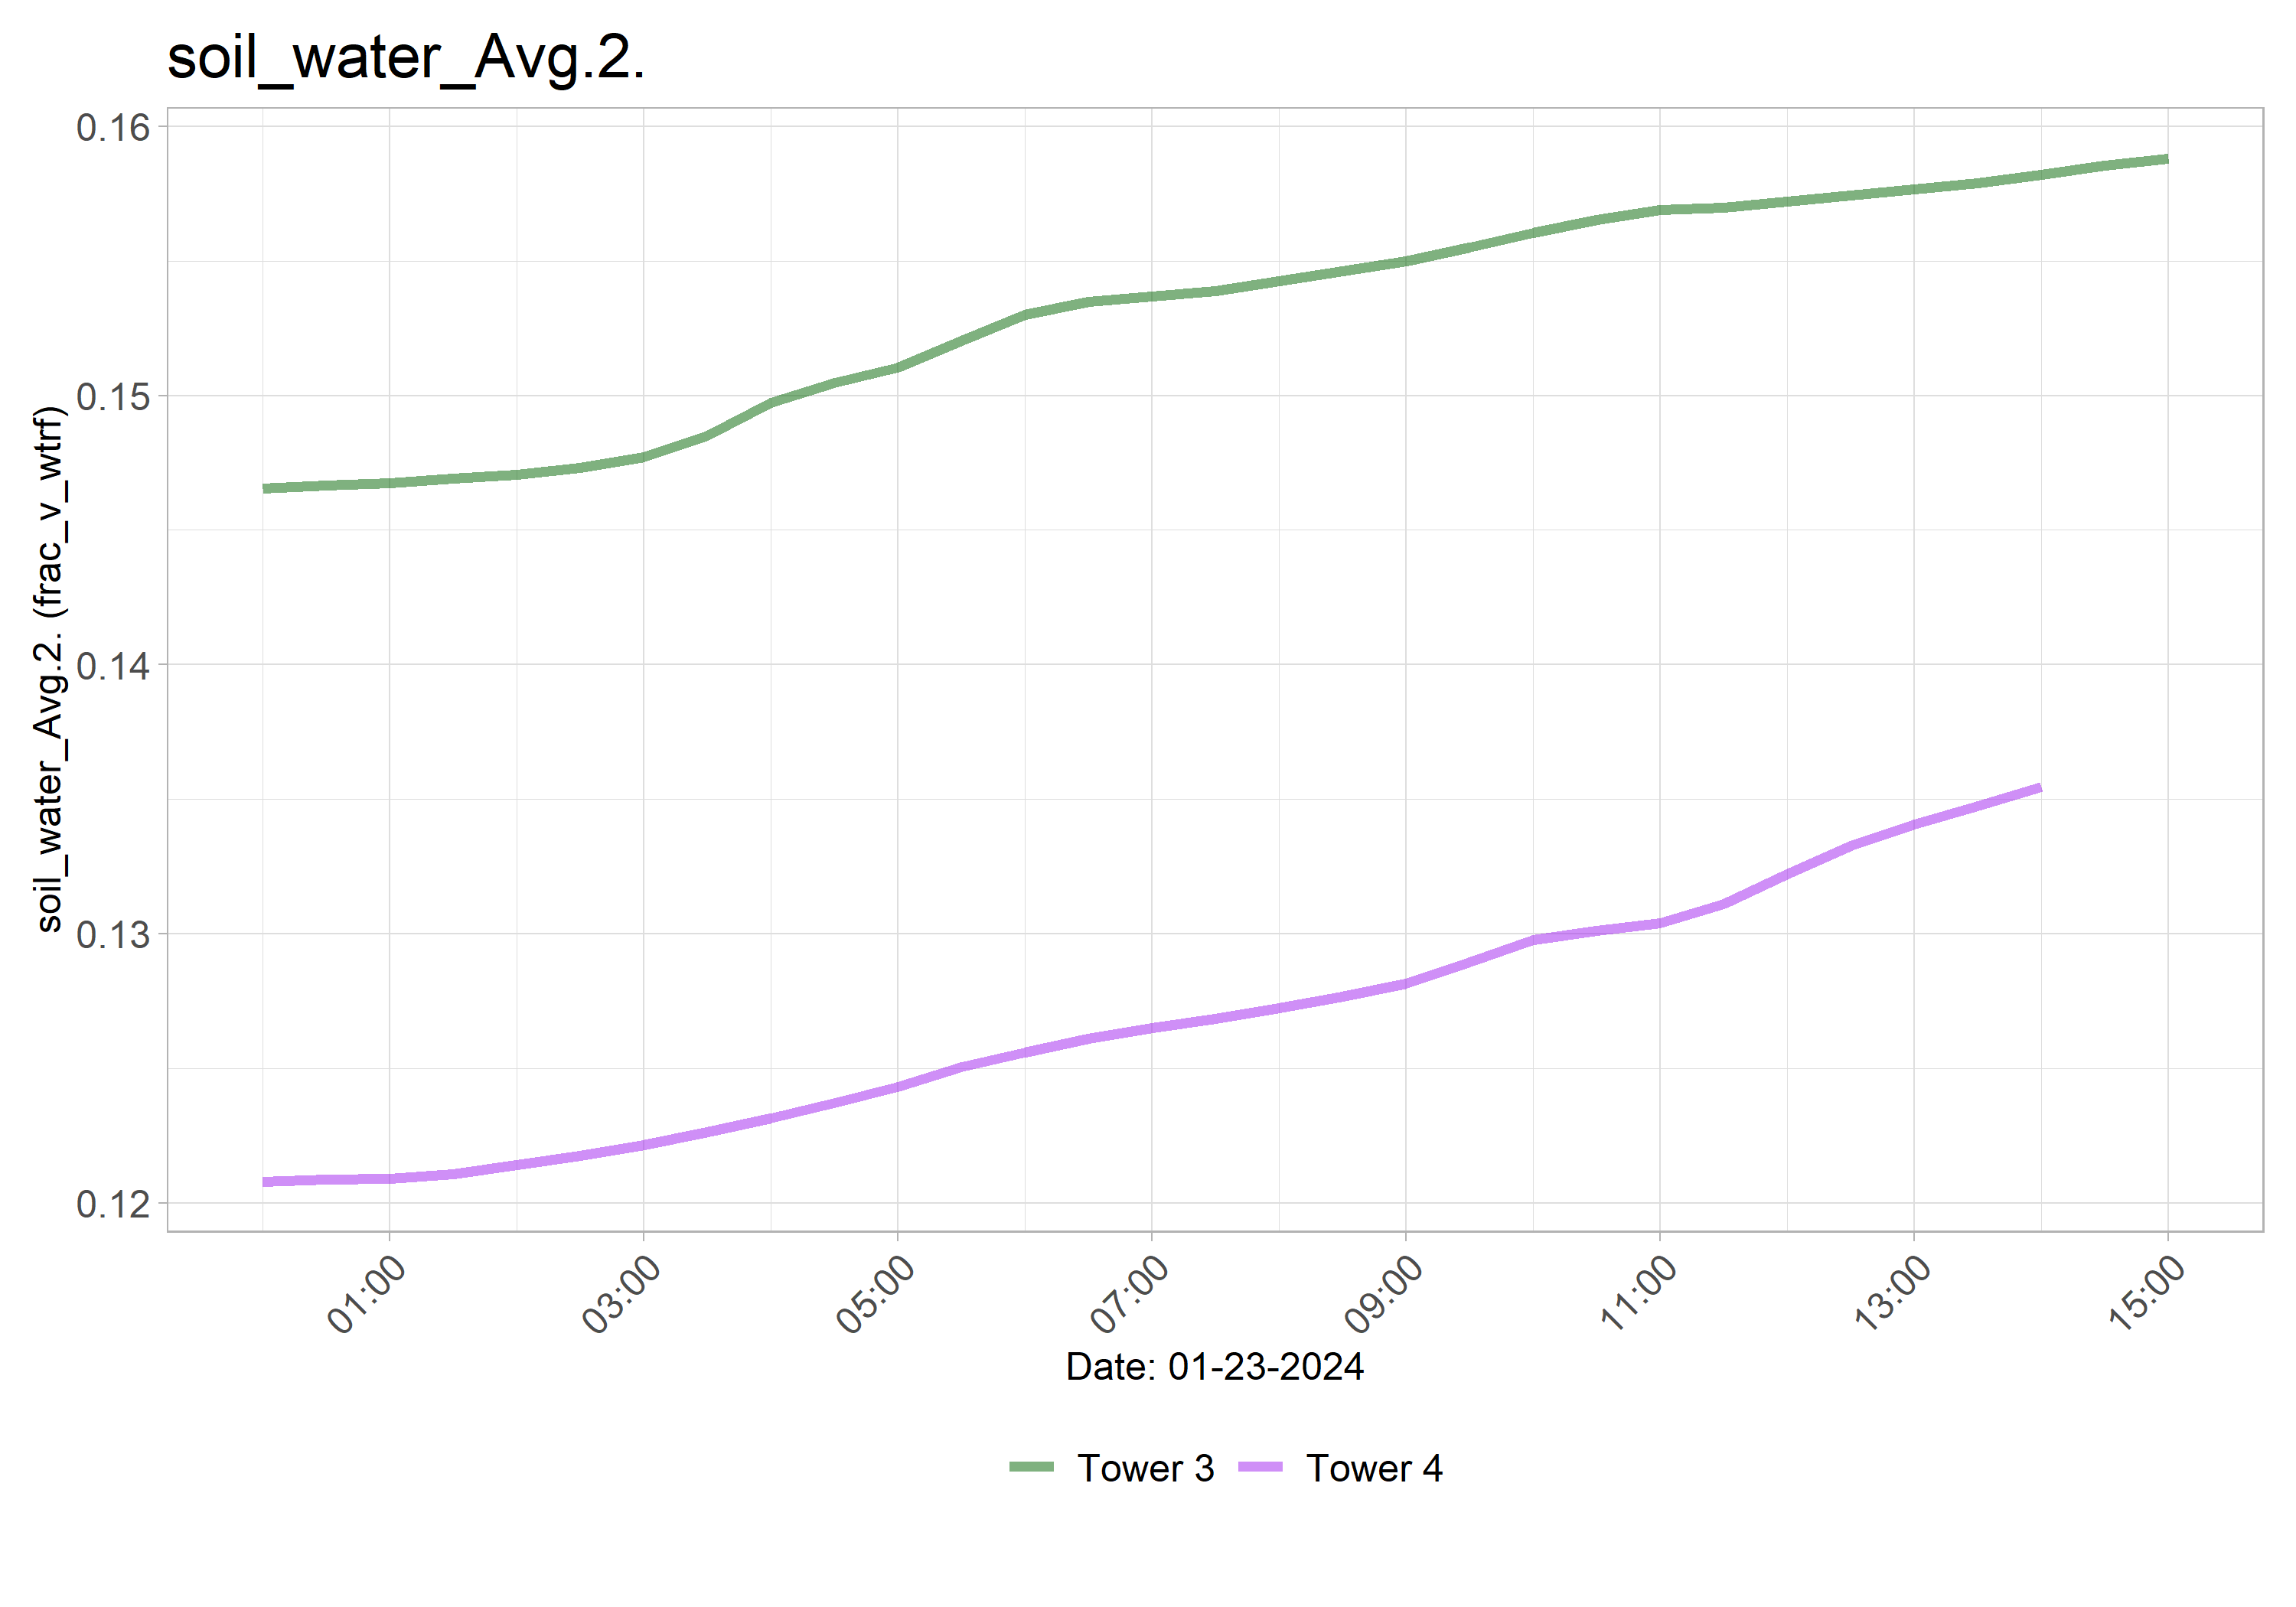 soil_water_Avg.2.
soil_water_Avg.2. (frac_v_wtrf)
0.16
0.15
0.14
0.13
0.12
01:00 03:00 05:00 07:00 09:00 11:00 13:00 15:00
Date: 01-23-2024
Tower 3 Tower 4